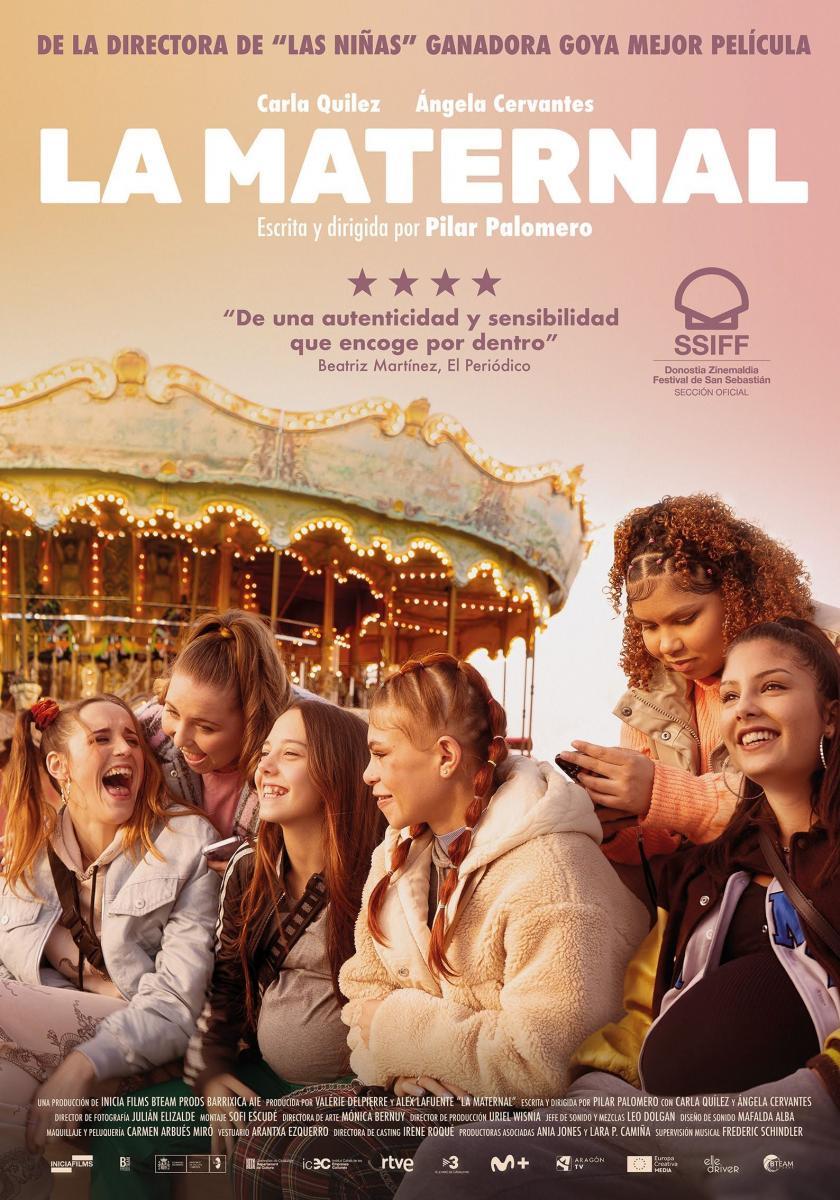 DE LA DIRECTORA DE “LAS NIÑAS” GANADORA GOYA MEJOR PELÍCULA
Carla Quilez Ángela Cervantes
LA MATERNAL
Escrita y dirigida por Pilar Palomero
“De una autenticidad y sensibilidad
que encoge por dentro”
Beatriz Martínez, El Periódico
SSIFF
Donostia Zinemaldia
Festival de San Sebastián
SECCIÓN OFICIAL
UNA PRODUCCIÓN DE INICIA FILMS BTEAM PRODS BARRIXICA AIE PRODUCIDA POR VALÉRIE DELPIERRE Y ALEX LAFUENTE “LA MATERNAL” ESCRITA Y DIRIGIDA POR PILAR PALOMERO CON CARLA QUÍLEZ Y ÁNGELA CERVANTES
DIRECTOR DE FOTOGRAFÍA JULIÁN ELIZALDE MONTAJE SOFI ESCUDÉ DIRECTORA DE ARTE MÓNICA BERNUY DIRECTOR DE PRODUCCIÓN URIEL WISNIA JEFE DE SONIDO Y MEZCLAS LEO DOLGAN DISEÑO DE SONIDO MAFALDA ALBA
MAQUILLAJE Y PELUQUERÍA CARMEN ARBUÉS MIRÓ VESTUARIO ARANTXA EZQUERRO DIRECTORA DE CASTING IRENE ROQUÉ PRODUCTORAS ASOCIADAS ANIA JONES Y LARA P. CAMIÑA SUPERVISIÓN MUSICAL FREDERIC SCHINDLER
INICIAFILMS icec rtve 3 M+ ARAGÓN TV Europa Creativa MEDIA elle DRIVER BTEAM